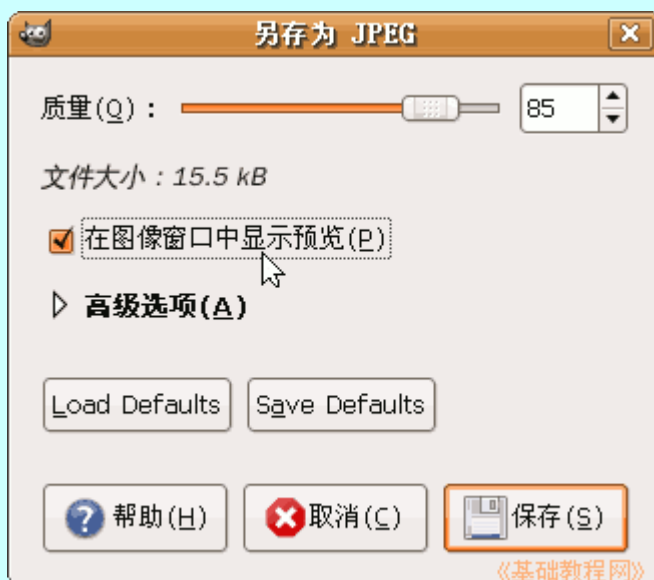 另存为 JPEG
质量(Q)： 85
文件大小：15.5 kB
在图像窗口中显示预览(P)
高级选项(A)
Load Defaults Save Defaults
帮助(H) 取消(C) 保存(S)
《基础教程网》